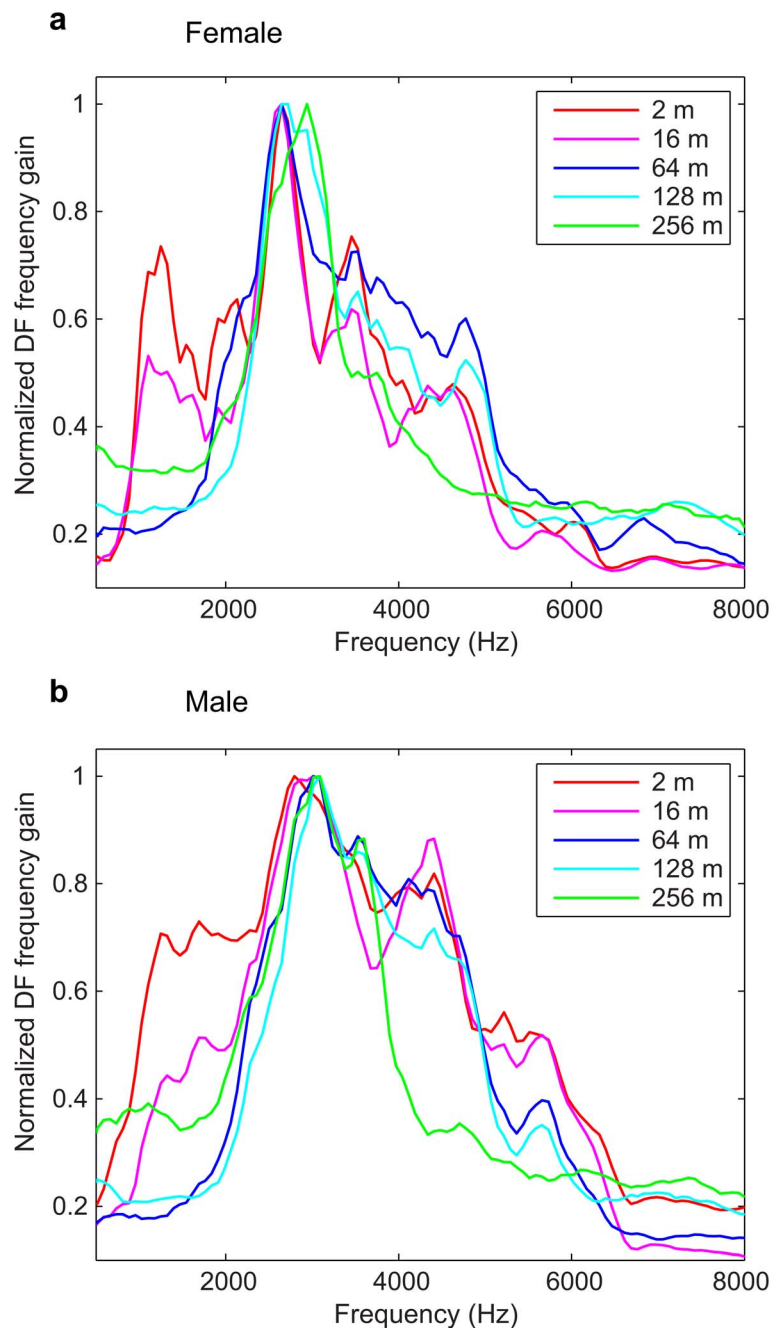 a
Female
Normalized DF frequency gain
1
0.8
0.6
0.4
0.2
2 m
16 m
64 m
128 m
256 m
2000
4000
6000
8000
Frequency (Hz)
b
Male
Normalized DF frequency gain
1
0.8
0.6
0.4
0.2
2 m
16 m
64 m
128 m
256 m
2000
4000
6000
8000
Frequency (Hz)